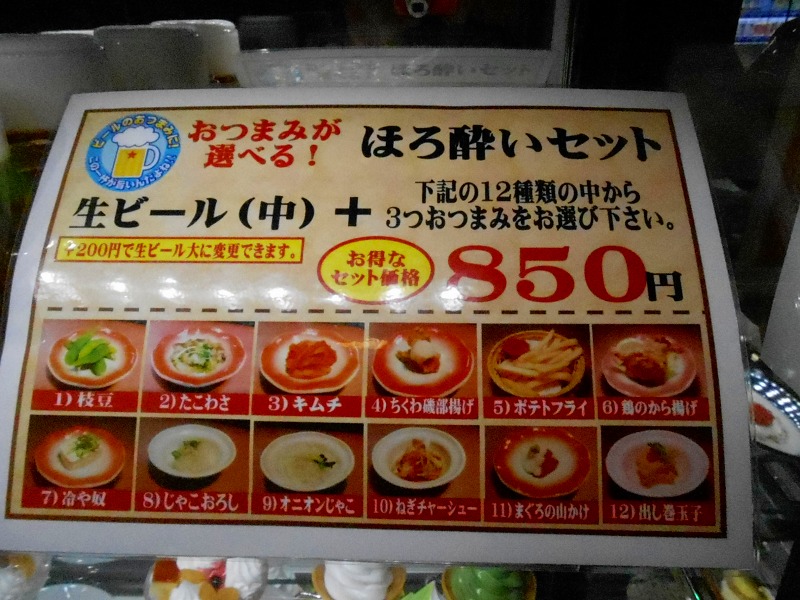 ほろ酔いセット
ビールのおつまみに!
この一杯が旨いんだよね!!
おつまみが
選べる!
ほろ酔いセット
生ビール(中)+
下記の12種類の中から
3つおつまみをお選び下さい。
+200円で生ビール大に変更できます。
お得な
セット価格
850円
1) 枝豆
2) たこわさ
3) キムチ
4) ちくわ磯部揚げ
5) ポテトフライ
6) 鶏のから揚げ
7) 冷や奴
8) じゃこおろし
9) オニオンじゃこ
10) ねぎチャーシュー
11) まぐろの山かけ
12) 出し巻玉子